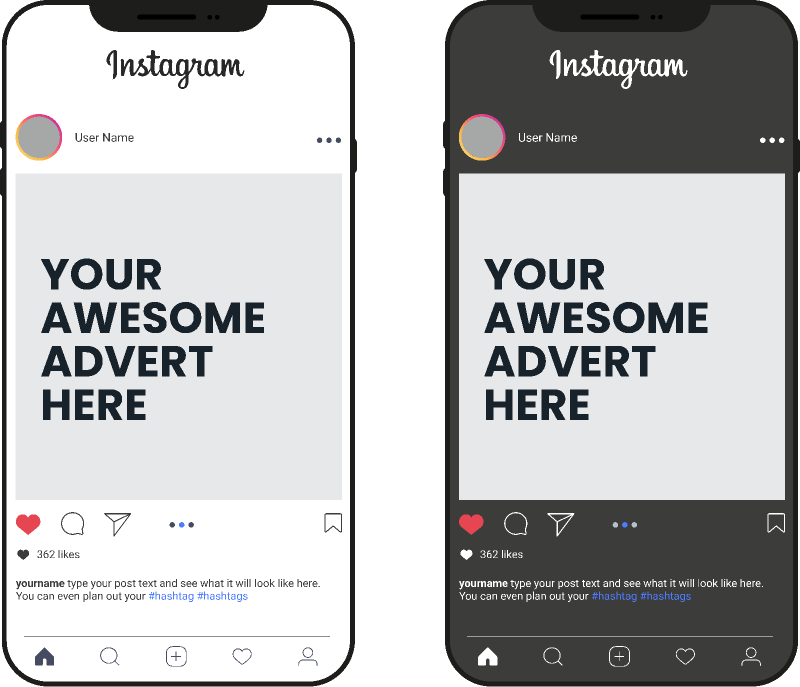 Instagram
User Name
YOUR
AWESOME
ADVERT
HERE
362 likes
yourname type your post text and see what it will look like here.
You can even plan out your #hashtag #hashtags
Instagram
User Name
YOUR
AWESOME
ADVERT
HERE
362 likes
yourname type your post text and see what it will look like here.
You can even plan out your #hashtag #hashtags